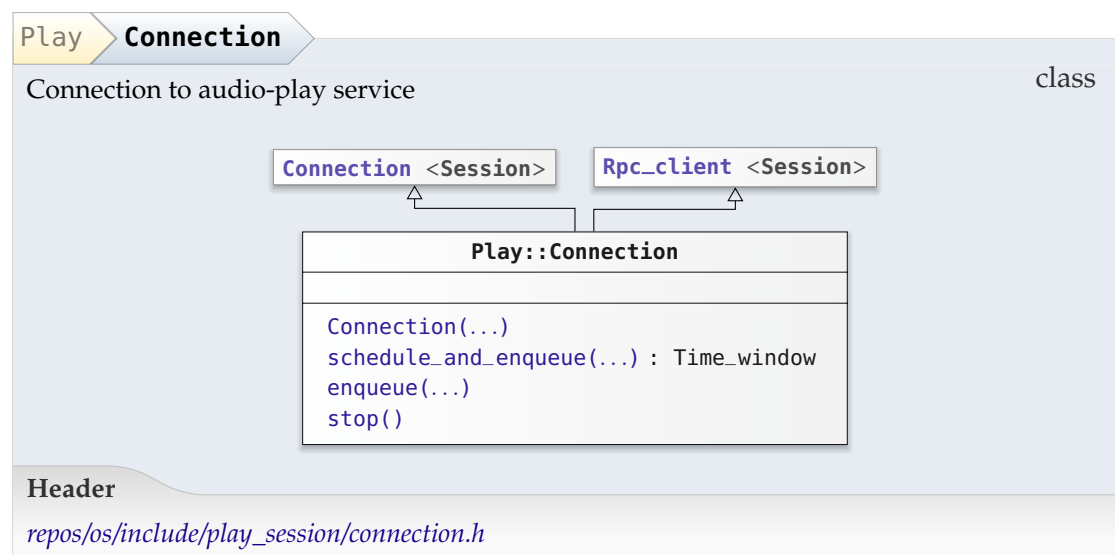 Play Connection
Connection to audio-play service
class
Connection <Session>
Rpc_client <Session>
Play::Connection
Connection(...)
schedule_and_enqueue(...) : Time_window
enqueue(...)
stop()
Header
repos/os/include/play_session/connection.h